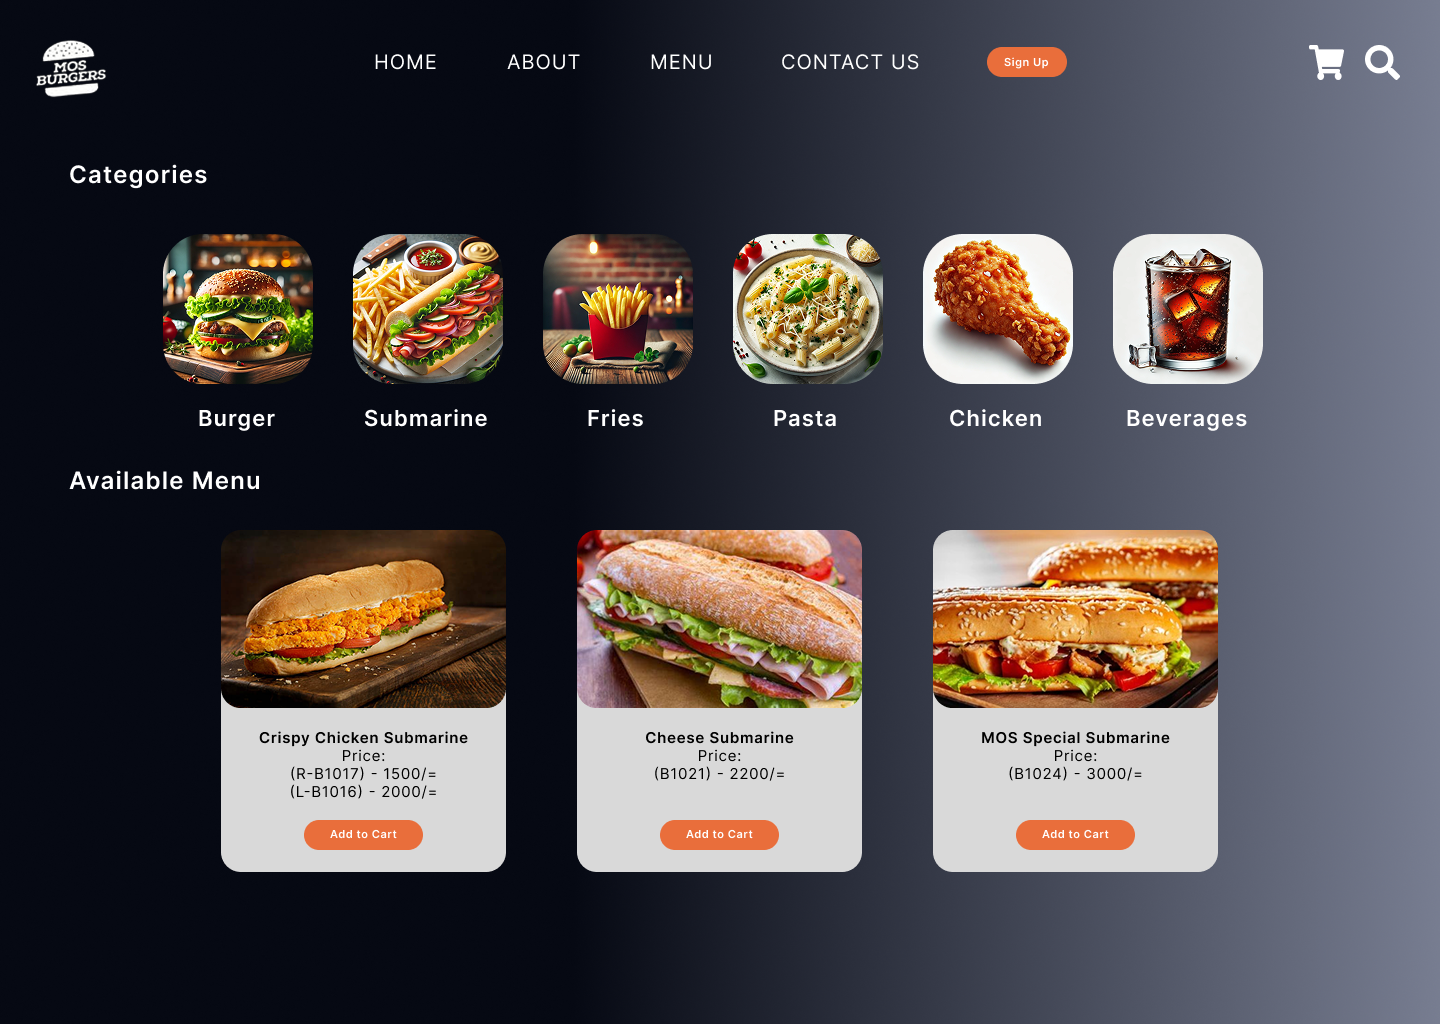 MOS
BURGERS
HOME
ABOUT
MENU
CONTACT US
Sign Up
Categories
Burger
Submarine
Fries
Pasta
Chicken
Beverages
Available Menu
Crispy Chicken Submarine
Price:
(R-B1017) - 1500/=
(L-B1016) - 2000/=
Add to Cart
Cheese Submarine
Price:
(B1021) - 2200/=
Add to Cart
MOS Special Submarine
Price:
(B1024) - 3000/=
Add to Cart